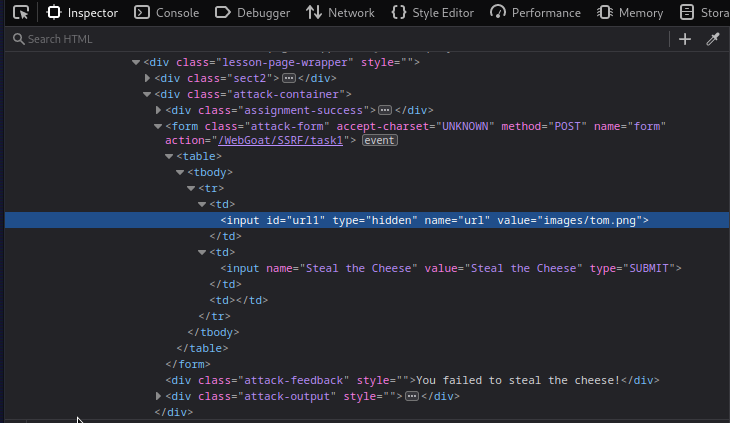 Inspector Console Debugger Network Style Editor Performance Memory Stora
Search HTML
<div class="lesson-page-wrapper" style="">
<div class="sect2"></div>
<div class="attack-container">
<div class="assignment-success"></div>
<form class="attack-form" accept-charset="UNKNOWN" method="POST" name="form"
action="/WebGoat/SSRF/task1"> event
<table>
<tbody>
<tr>
<td>
<input id="url1" type="hidden" name="url" value="images/tom.png">
</td>
<td>
<input name="Steal the Cheese" value="Steal the Cheese" type="SUBMIT">
</td>
<td></td>
</tr>
</tbody>
</table>
</form>
<div class="attack-feedback" style="">You failed to steal the cheese!</div>
<div class="attack-output" style=""></div>
</div>